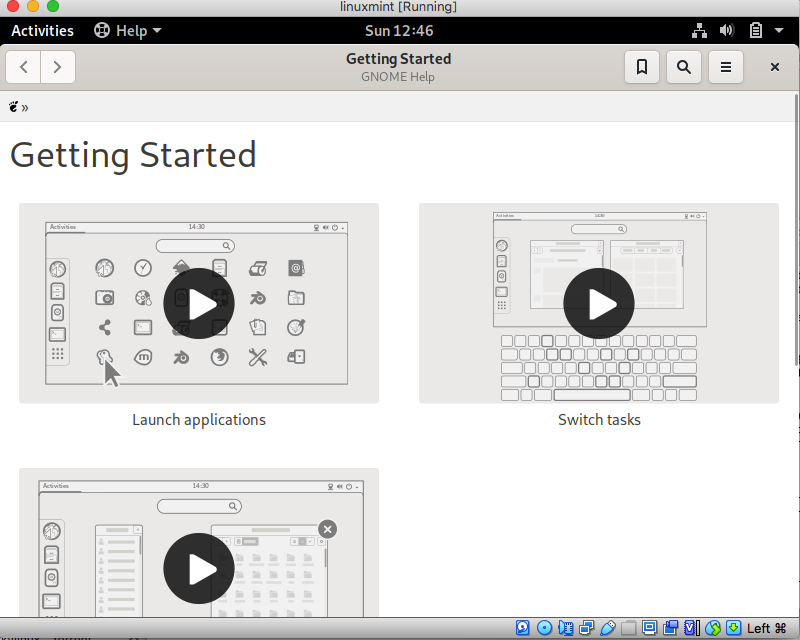 linuxmint [Running]
Activities Help Sun 12:46
Getting Started
GNOME Help
»
Getting Started
Activities 14:30
Activities
Launch applications
Switch tasks
Activities 14:30
Left ⌘